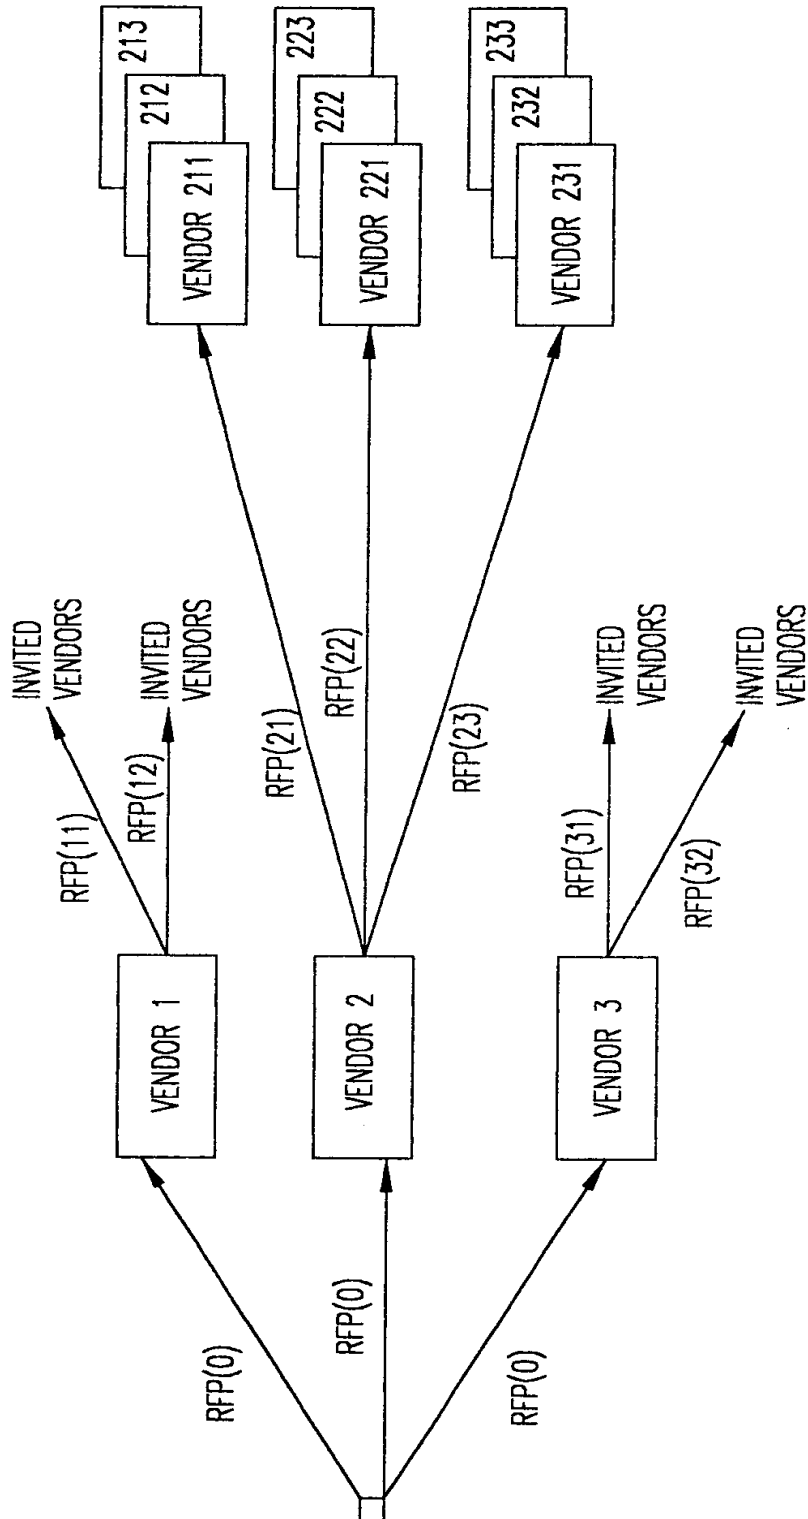 RFP(0)
RFP(0)
RFP(0)
VENDOR 1
VENDOR 2
VENDOR 3
RFP(11)
RFP(12)
INVITED
VENDORS
INVITED
VENDORS
RFP(21)
RFP(22)
RFP(23)
RFP(31)
RFP(32)
INVITED
VENDORS
INVITED
VENDORS
VENDOR 211
212
213
VENDOR 221
222
223
VENDOR 231
232
233